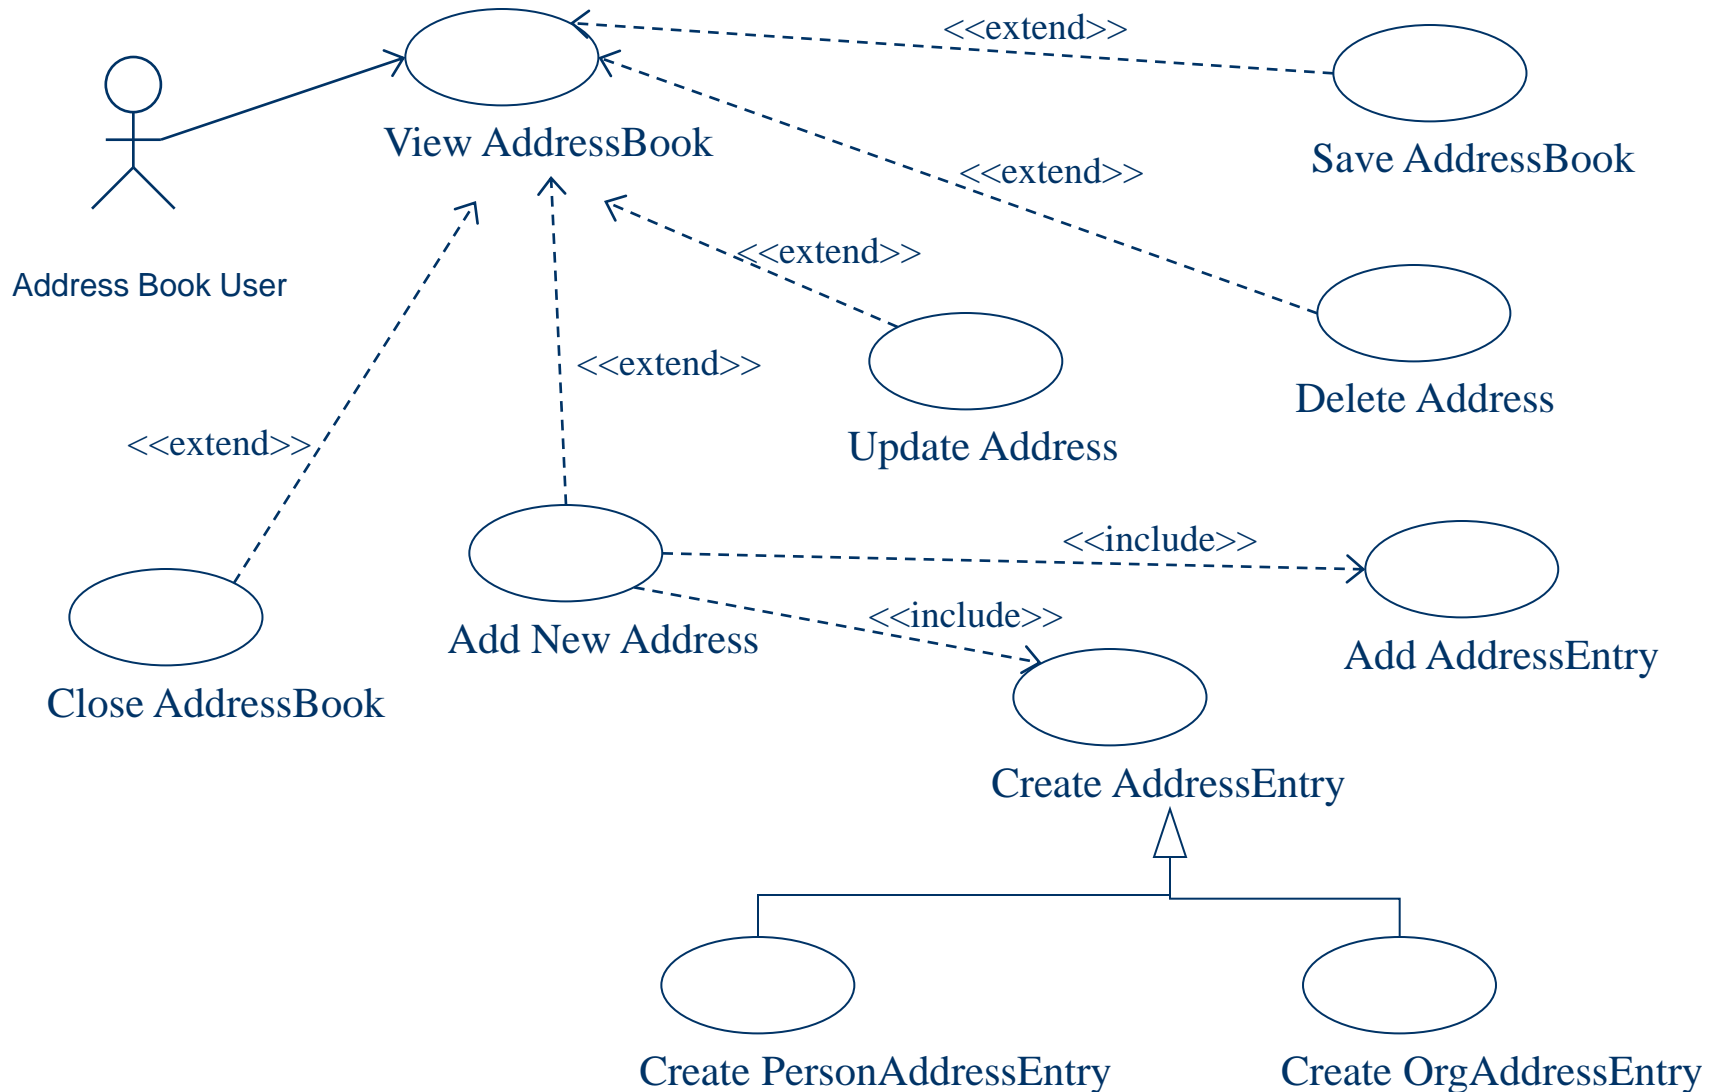 <<extend>>
View AddressBook
Save AddressBook
<<extend>>
<<extend>>
Address Book User
<<extend>>
Delete Address
Update Address
<<extend>>
<<include>>
<<include>>
Add New Address
Add AddressEntry
Close AddressBook
Create AddressEntry
Create PersonAddressEntry
Create OrgAddressEntry